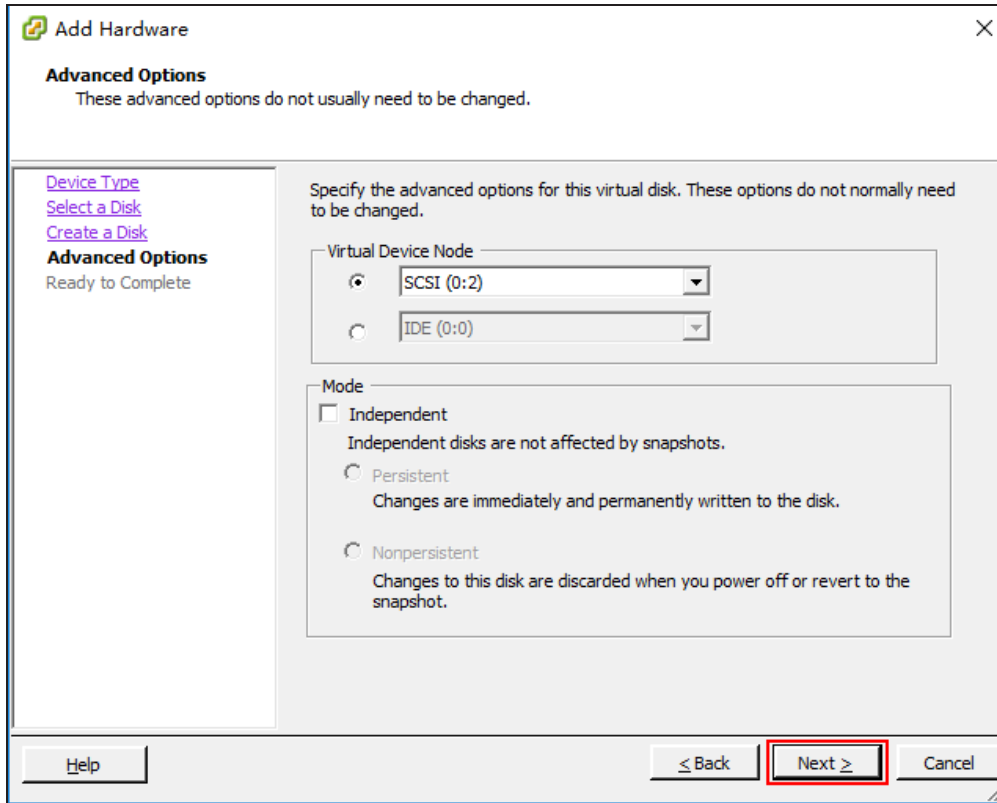 Add Hardware
Advanced Options
These advanced options do not usually need to be changed.
Device Type
Select a Disk
Create a Disk
Advanced Options
Ready to Complete
Specify the advanced options for this virtual disk. These options do not normally need
to be changed.
Virtual Device Node
SCSI (0:2)
IDE (0:0)
Mode
Independent
Independent disks are not affected by snapshots.
Persistent
Changes are immediately and permanently written to the disk.
Nonpersistent
Changes to this disk are discarded when you power off or revert to the
snapshot.
Help
< Back
Next >
Cancel